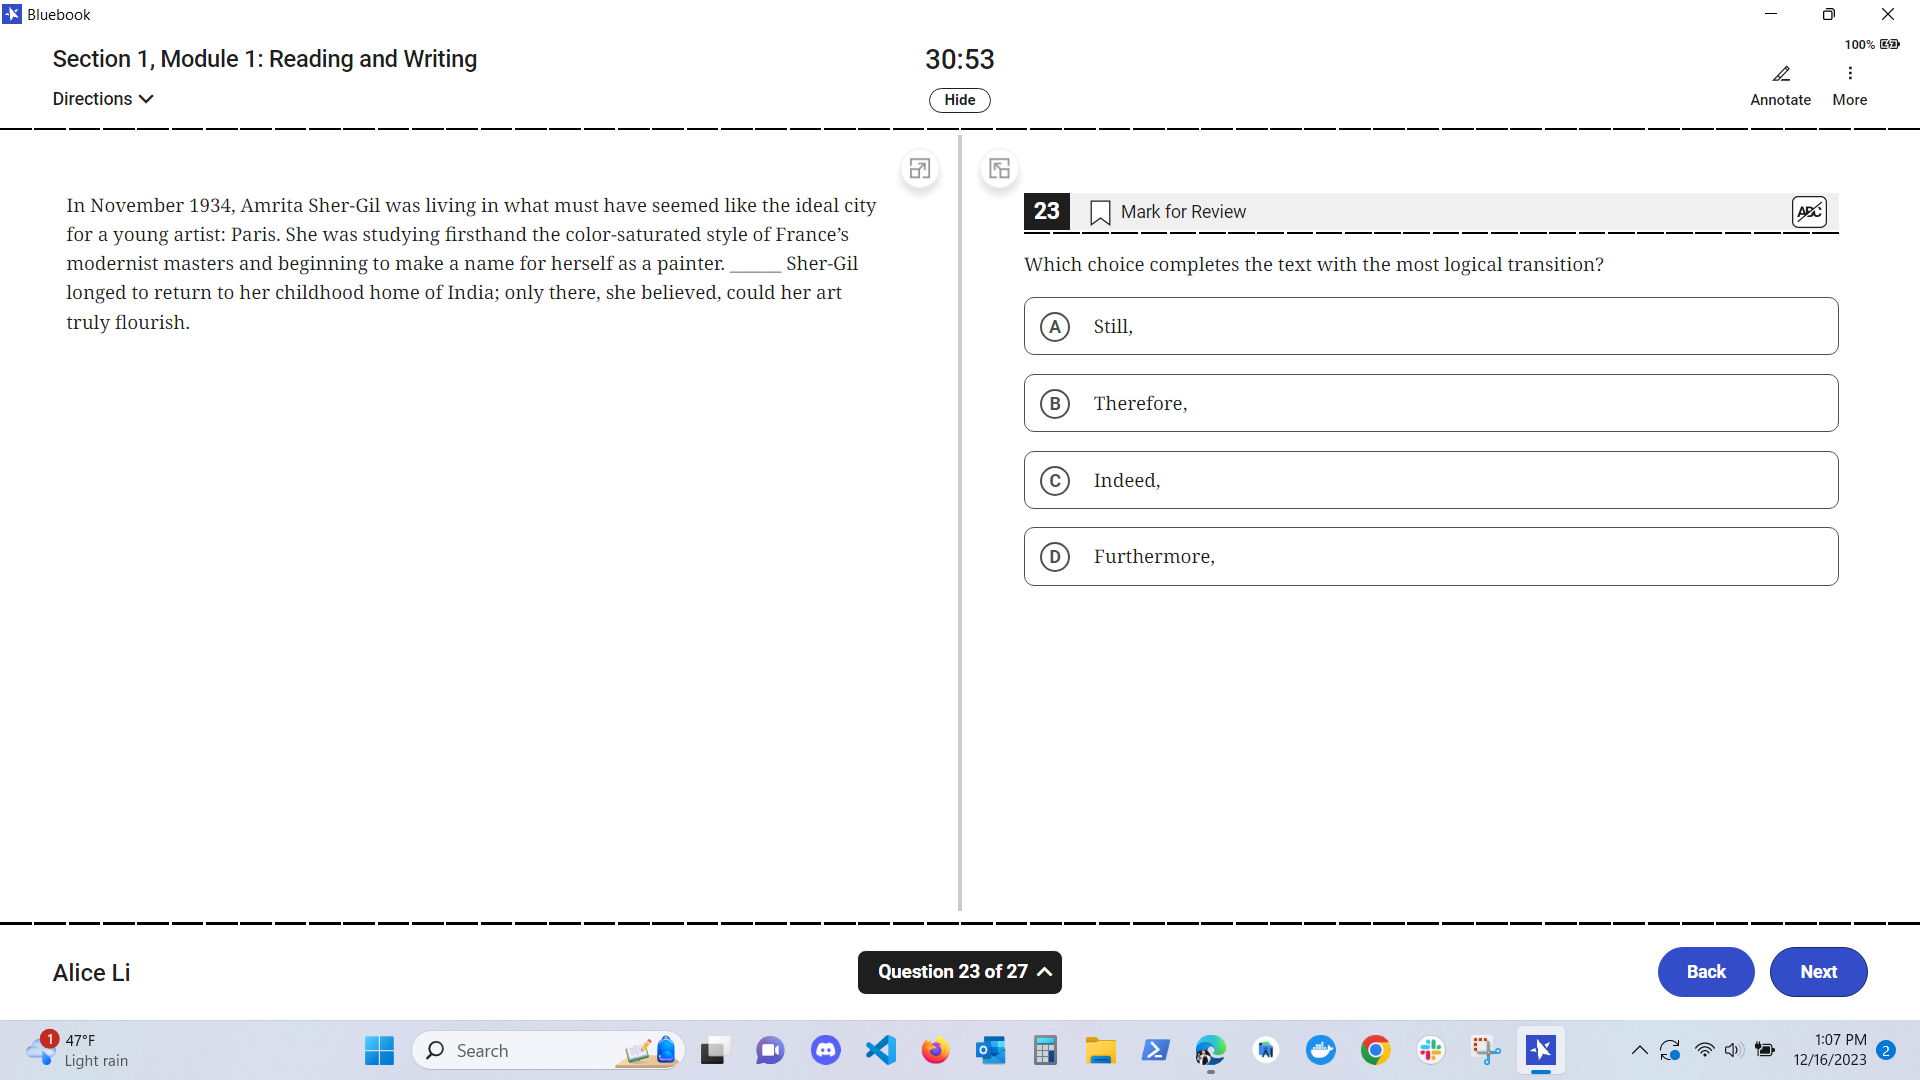 Bluebook
Section 1, Module 1: Reading and Writing
Directions
30:53
Hide
100%
Annotate
More
In November 1934, Amrita Sher-Gil was living in what must have seemed like the ideal city
for a young artist: Paris. She was studying firsthand the color-saturated style of France’s
modernist masters and beginning to make a name for herself as a painter. ______ Sher-Gil
longed to return to her childhood home of India; only there, she believed, could her art
truly flourish.
23
Mark for Review
ABC
Which choice completes the text with the most logical transition?
A Still,
B Therefore,
C Indeed,
D Furthermore,
Alice Li
Question 23 of 27
Back
Next
1
47°F
Light rain
Search
1:07 PM
12/16/2023
2